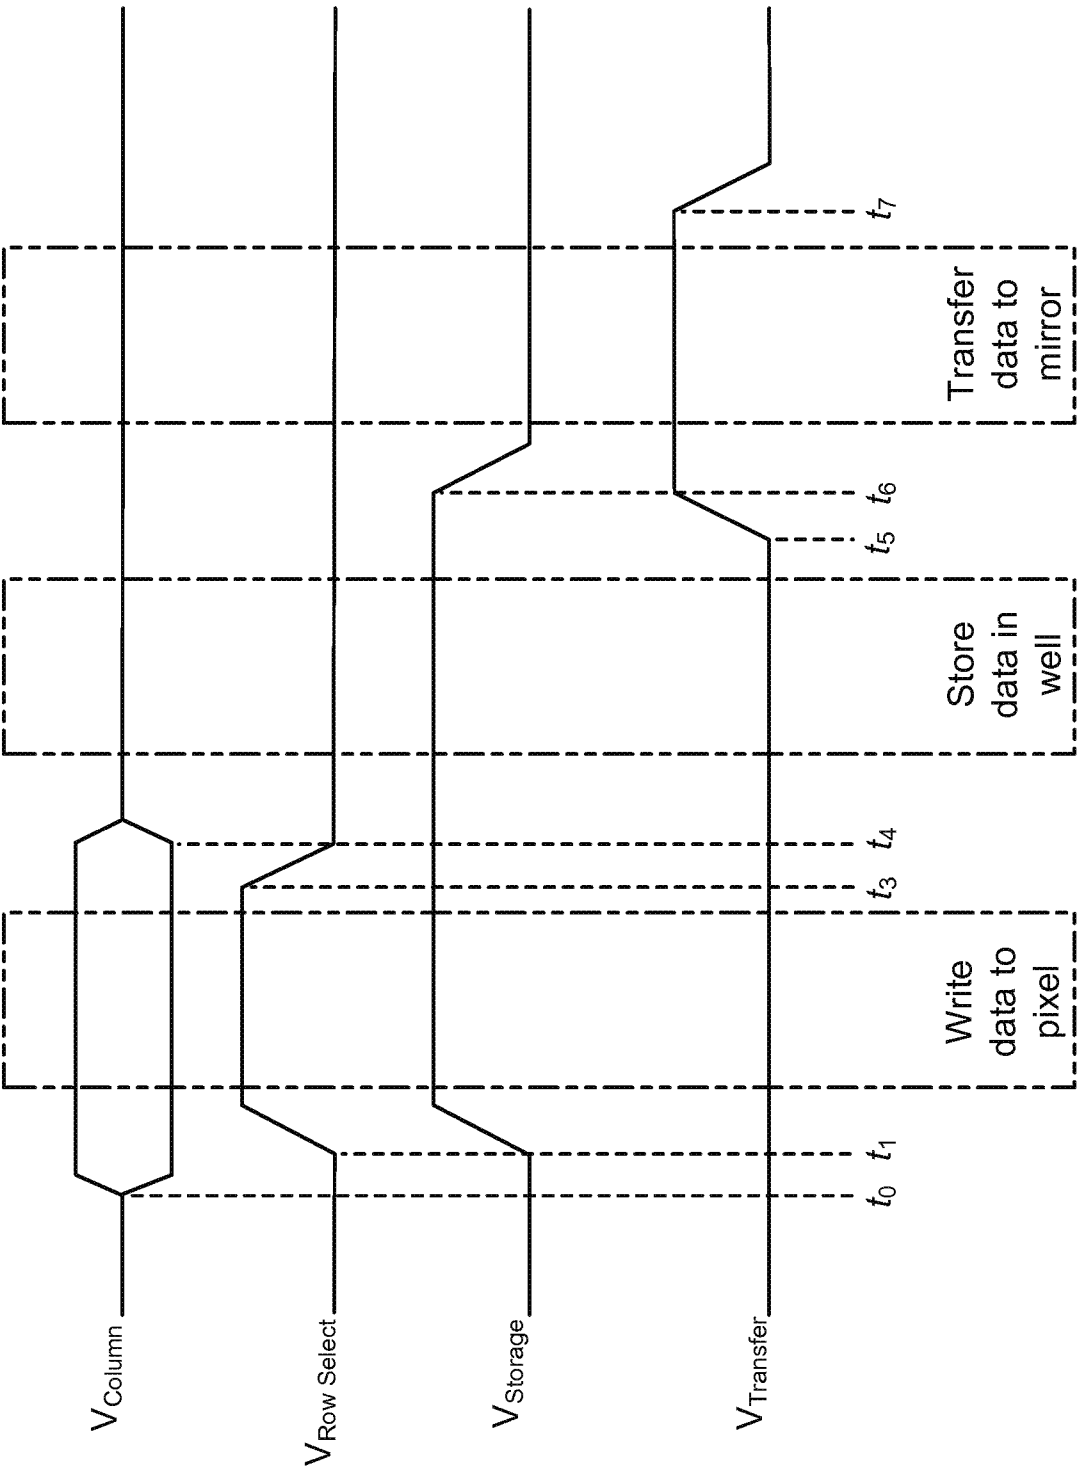 V_Column
V_Row Select
V_Storage
V_Transfer
t_0
t_1
t_3
t_4
t_5
t_6
t_7
Write
data to
pixel
Store
data in
well
Transfer
data to
mirror